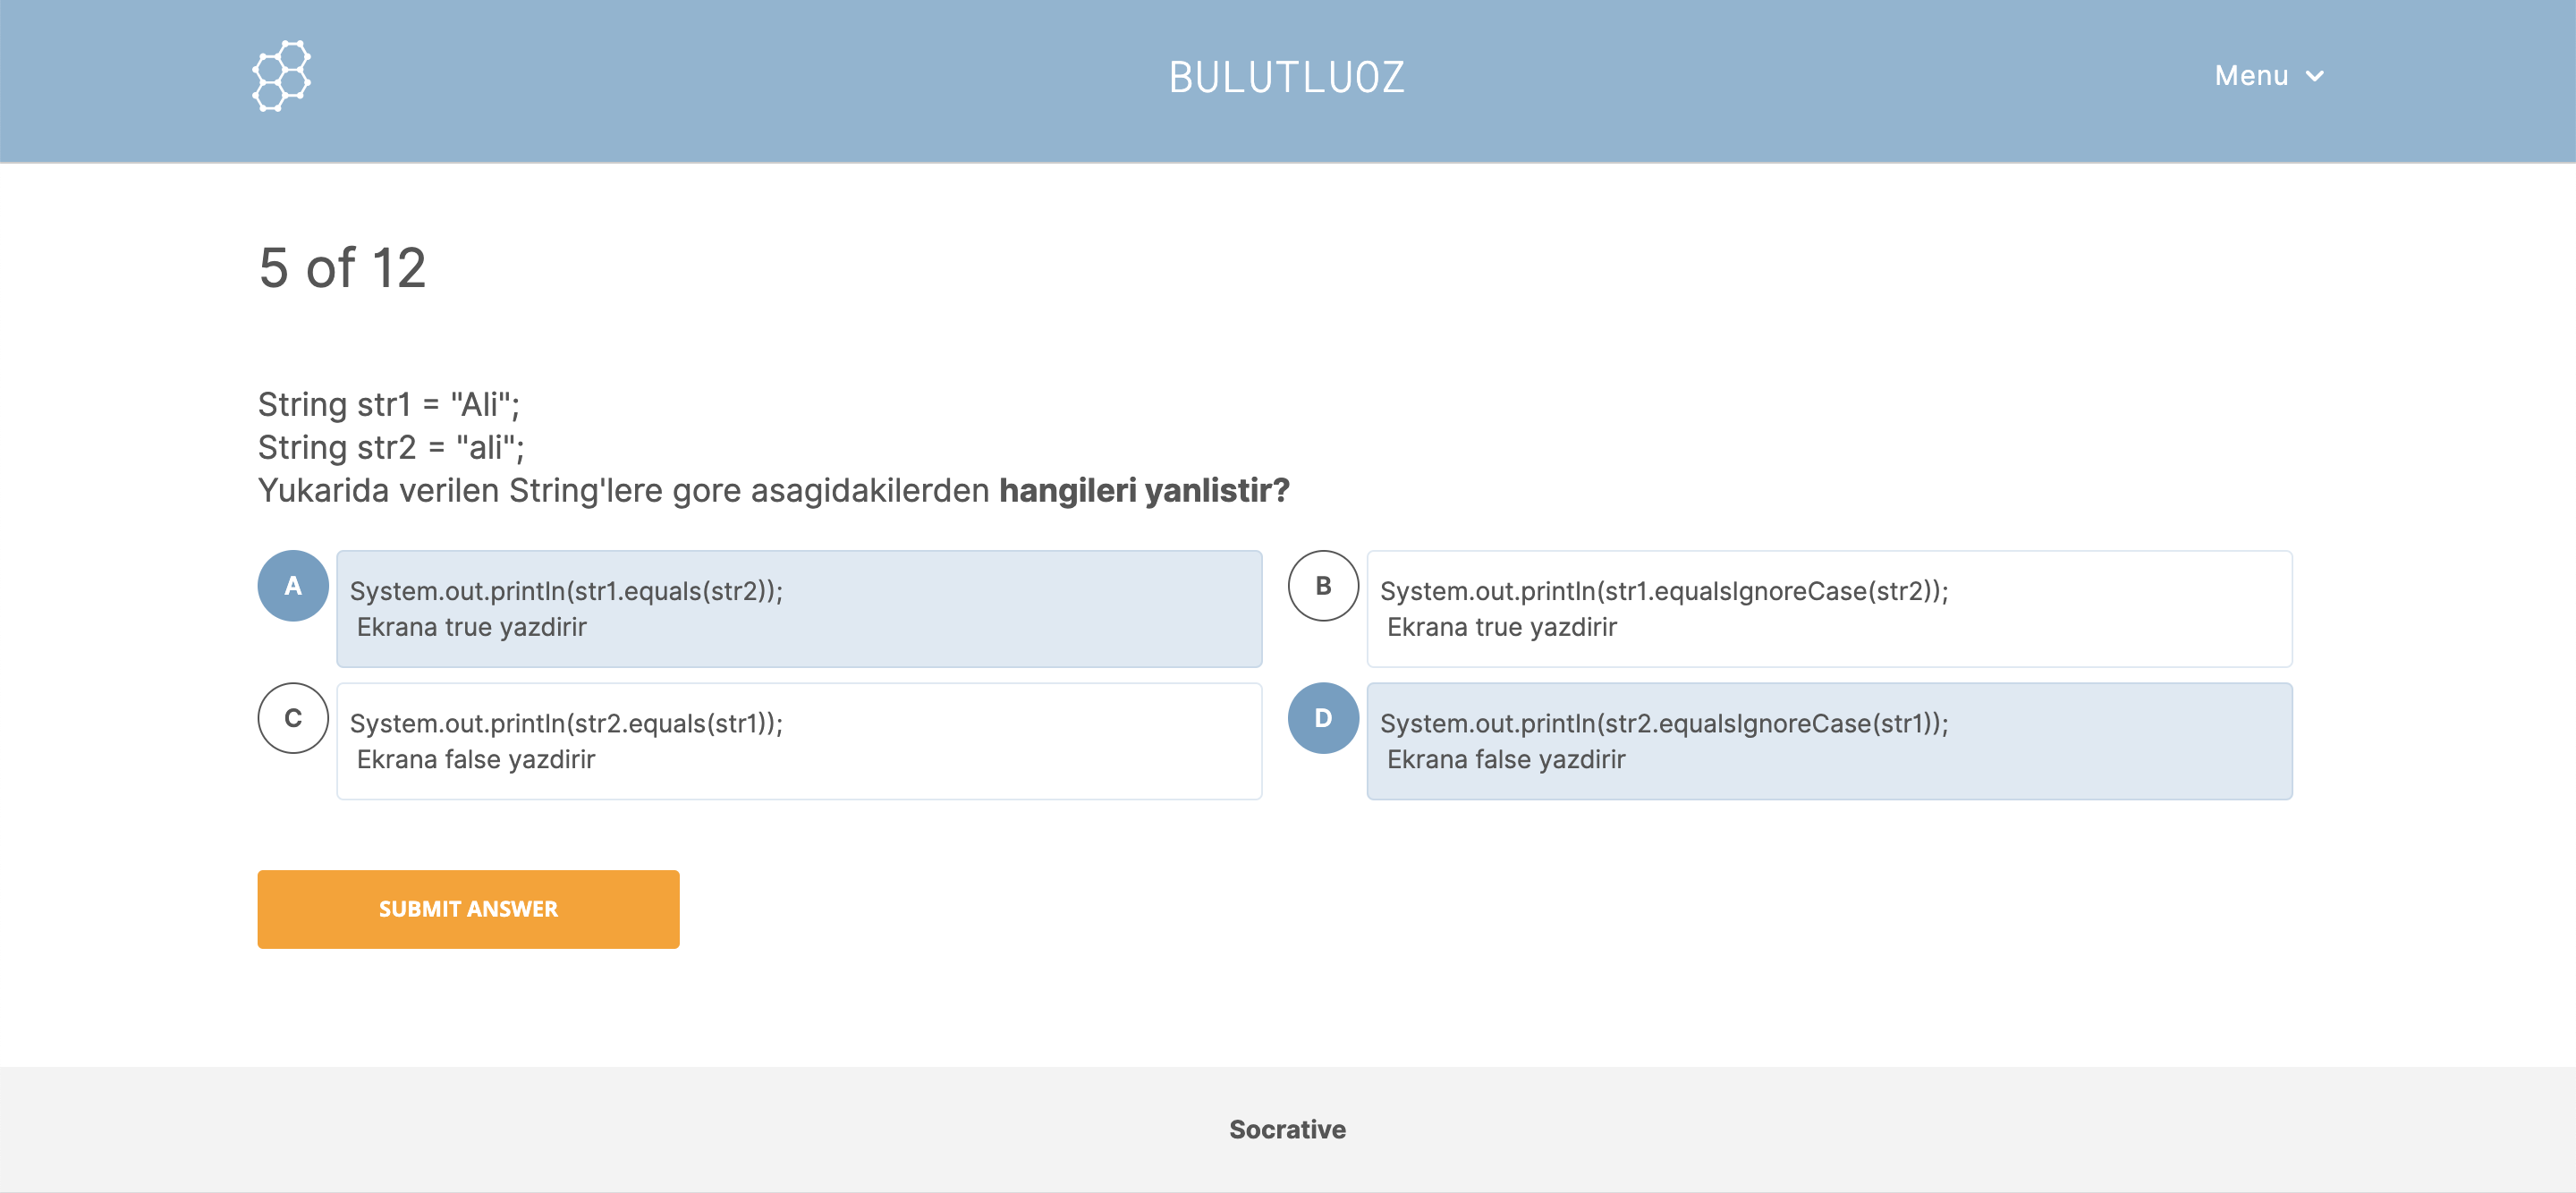 BULUTLUOZ
Menu
5 of 12
String str1 = "Ali";
String str2 = "ali";
Yukarida verilen String'lere gore asagidakilerden hangileri yanlistir?
A
System.out.println(str1.equals(str2));
Ekrana true yazdirir
B
System.out.println(str1.equalsIgnoreCase(str2));
Ekrana true yazdirir
C
System.out.println(str2.equals(str1));
Ekrana false yazdirir
D
System.out.println(str2.equalsIgnoreCase(str1));
Ekrana false yazdirir
SUBMIT ANSWER
Socrative